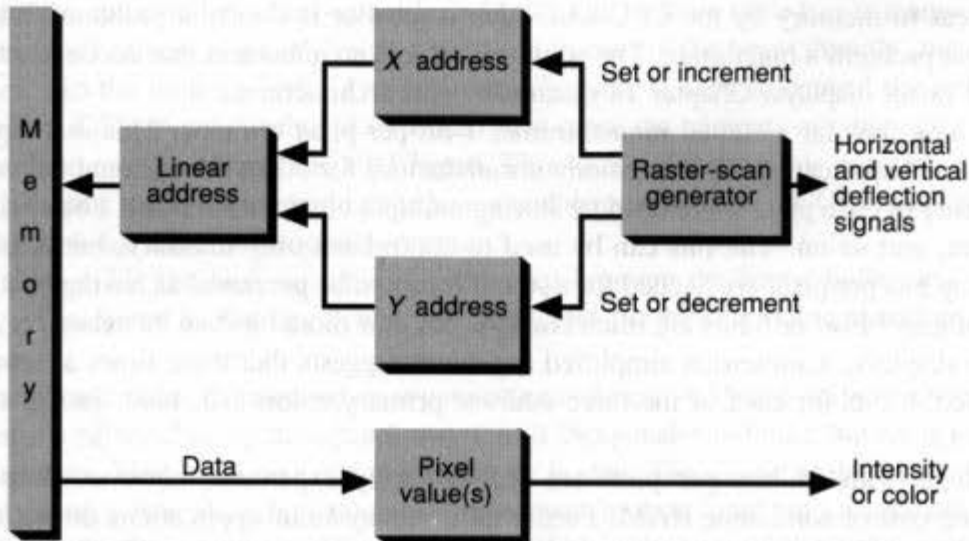 Memory
X address
Set or increment
Linear
address
Raster-scan
generator
Horizontal
and vertical
deflection
signals
Y address
Set or decrement
Data
Pixel
value(s)
Intensity
or color